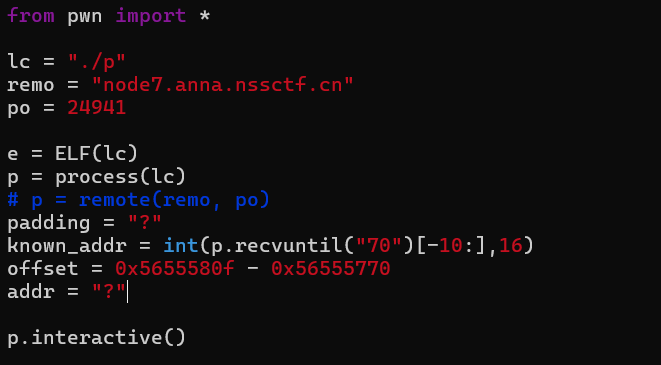 from pwn import *
lc = "./p"
remo = "node7.anna.nssctf.cn"
po = 24941
e = ELF(lc)
p = process(lc)
# p = remote(remo, po)
padding = "?"
known_addr = int(p.recvuntil("70")[-10:],16)
offset = 0x5655580f - 0x56555770
addr = "?"
p.interactive()